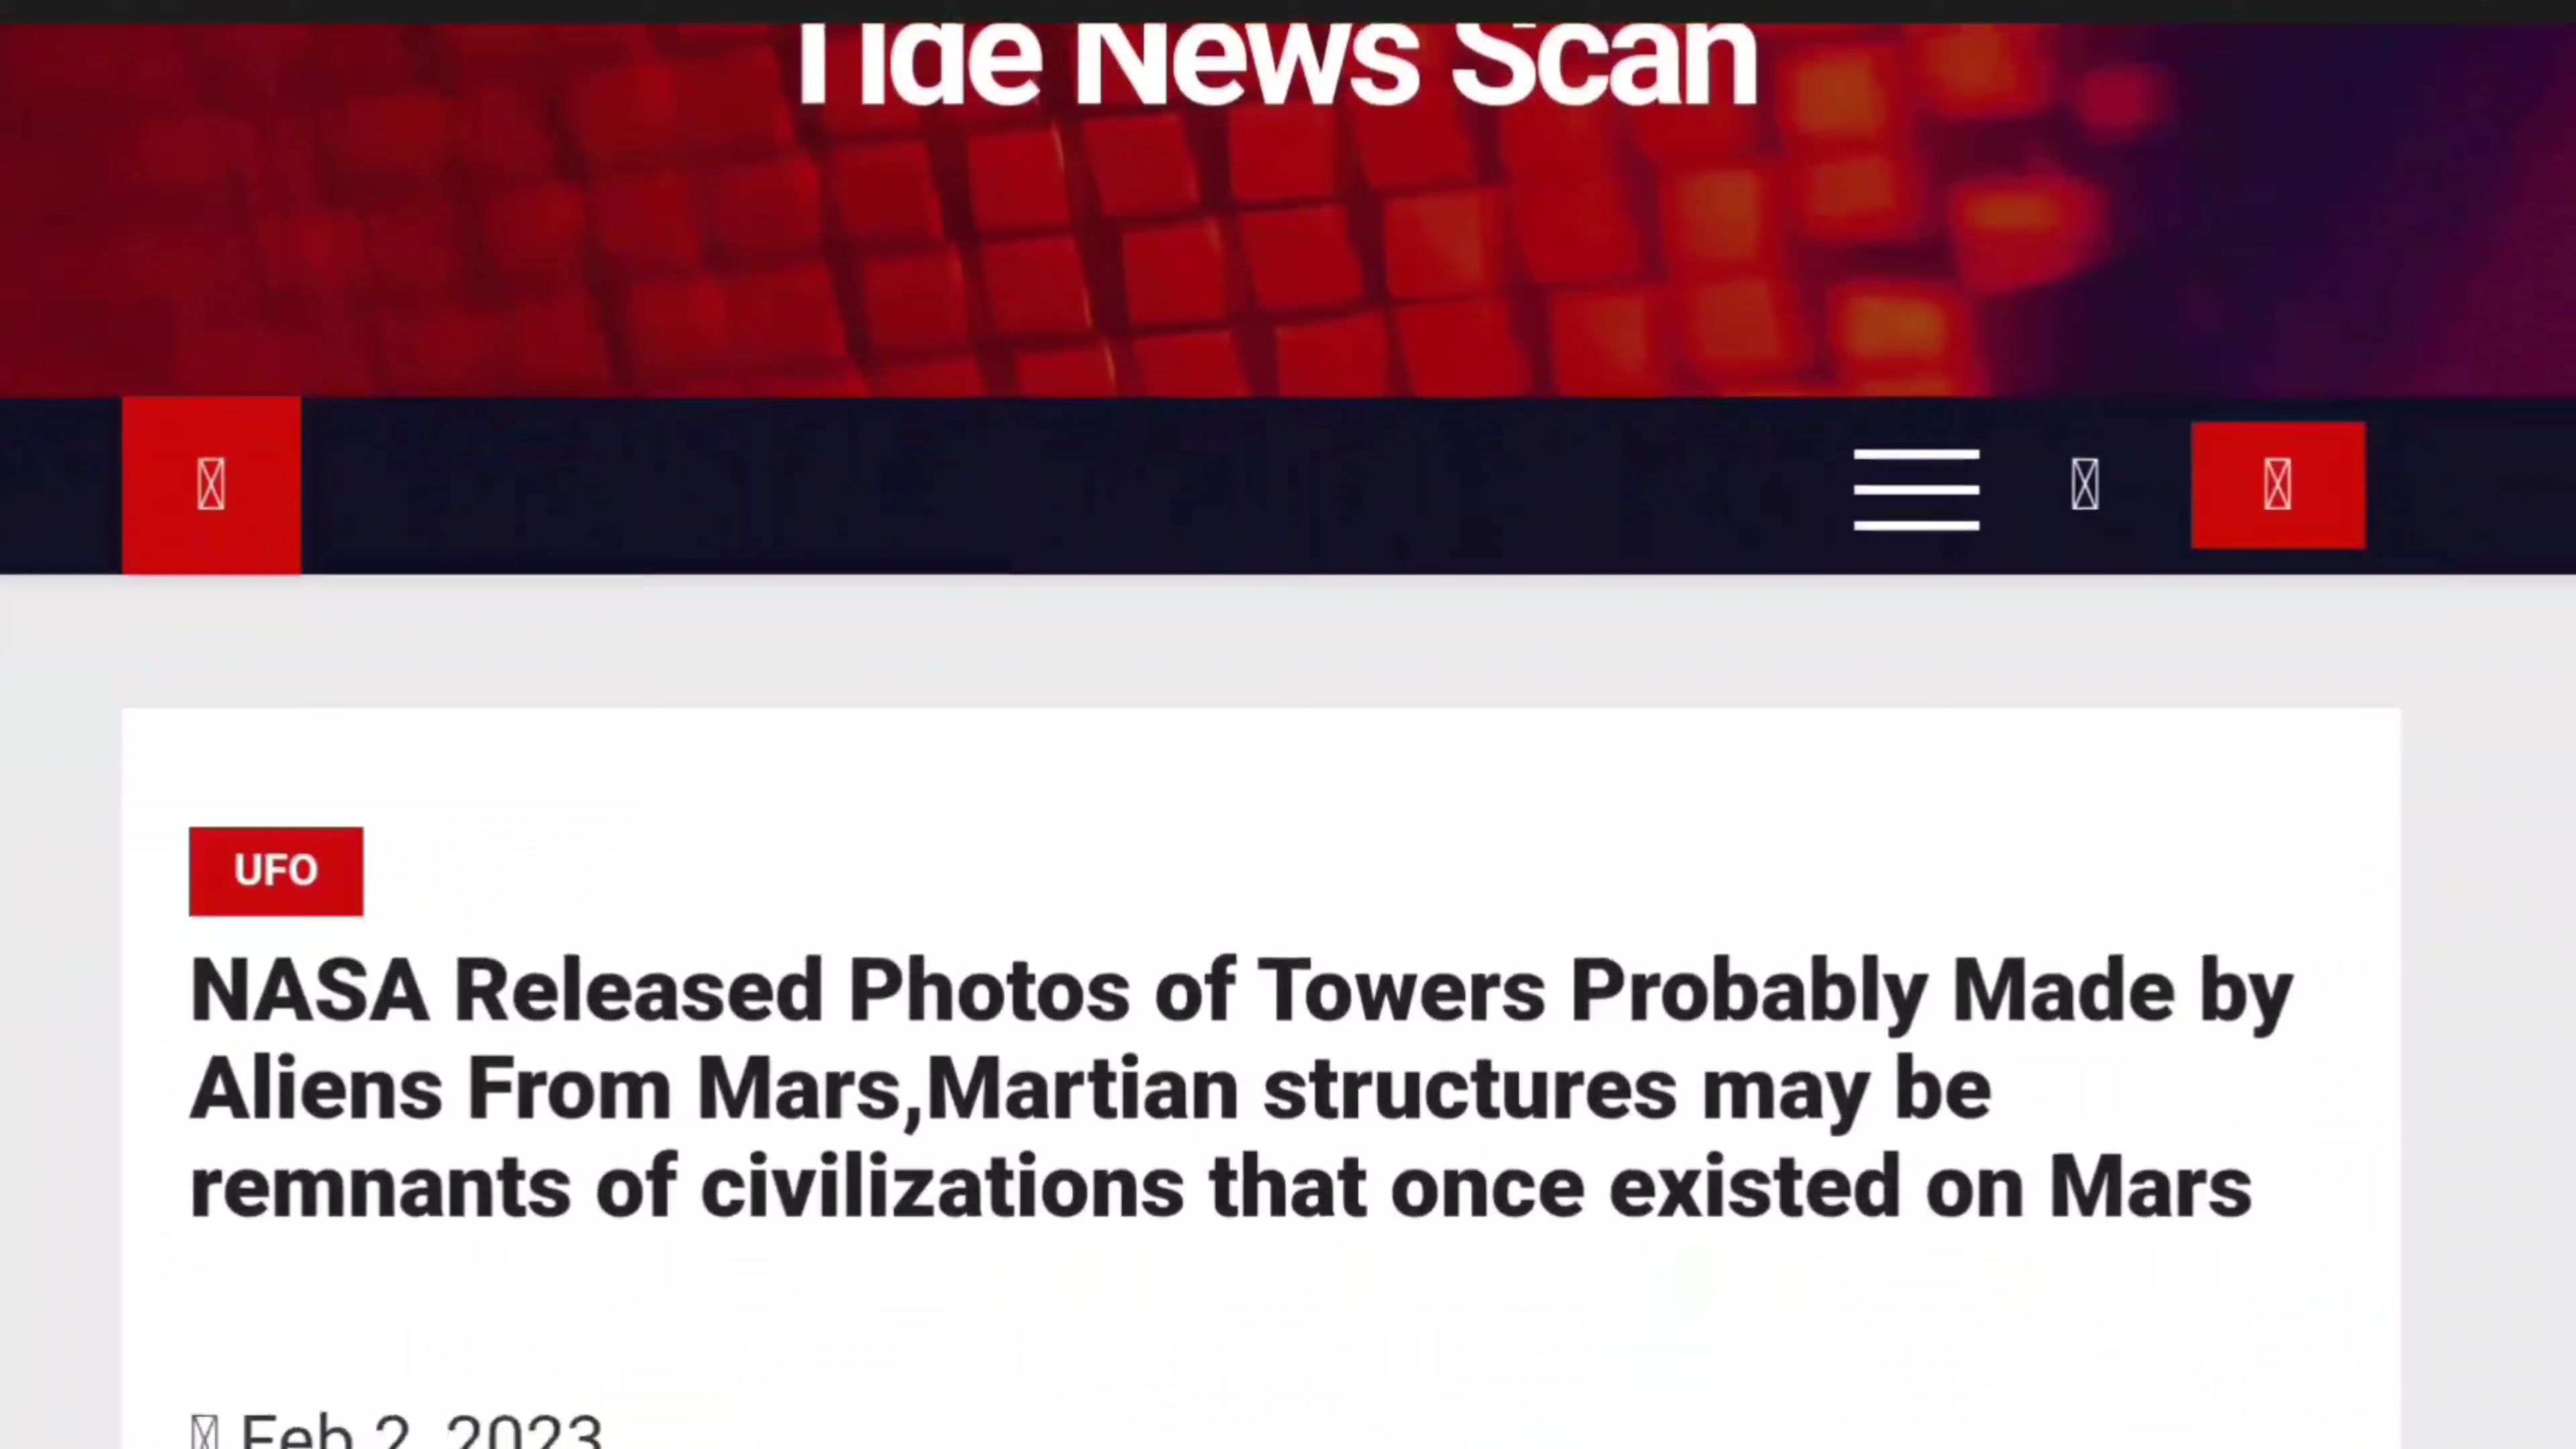 Tide News Scan
UFO
NASA Released Photos of Towers Probably Made by
Aliens From Mars,Martian structures may be
remnants of civilizations that once existed on Mars
Feb 2, 2023